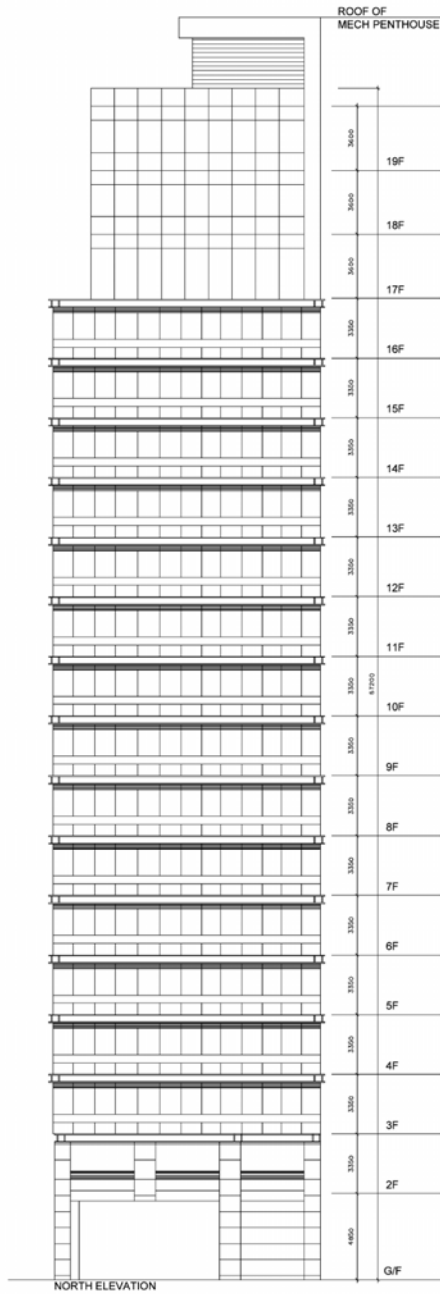 ROOF OF
MECH PENTHOUSE
3600
19F
3600
18F
3600
17F
3350
16F
3350
15F
3350
14F
3350
13F
3350
12F
3350
11F
3350
67200
10F
3350
9F
3350
8F
3350
7F
3350
6F
3350
5F
3350
4F
3350
3F
3350
2F
4850
G/F
NORTH ELEVATION